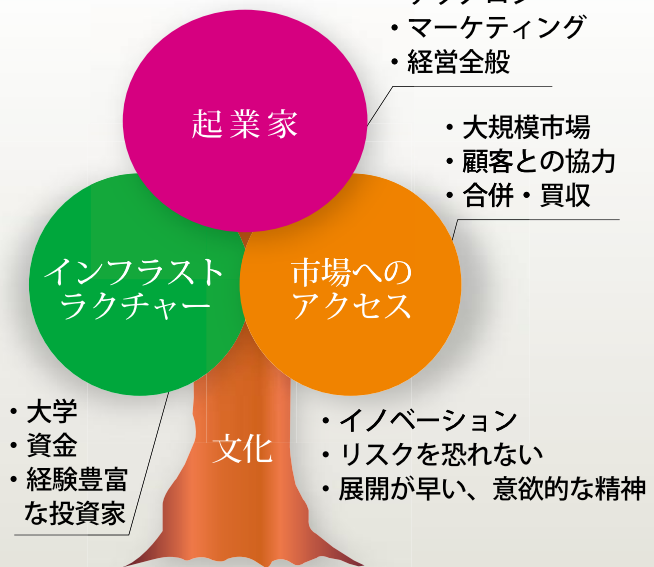 ・マーケティング
・経営全般
起業家
・大規模市場
・顧客との協力
・合併・買収
インフラスト
ラクチャー
市場への
アクセス
・大学
・資金
・経験豊富
な投資家
文化
・イノベーション
・リスクを恐れない
・展開が早い、意欲的な精神